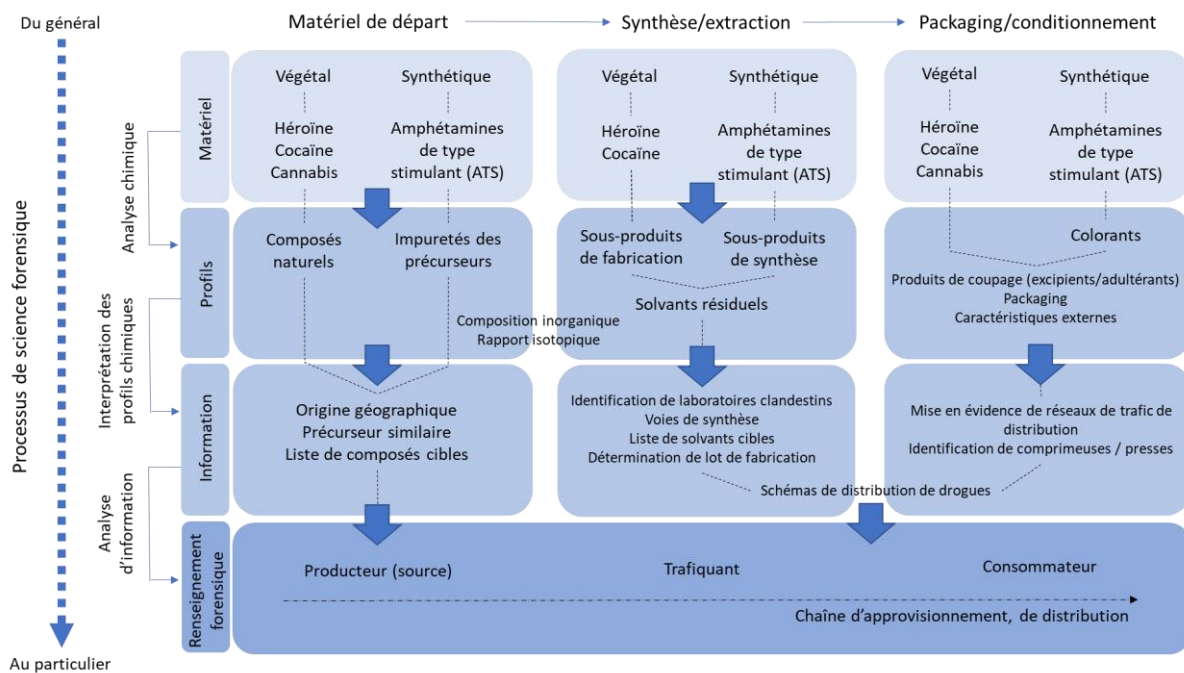 Du général
Matériel de départ
Synthèse/extraction
Packaging/conditionnement
Processus de science forensique
Analyse chimique
Interprétation des
profils chimiques
Analyse
d'information
Matériel
Végétal
Héroïne
Cocaïne
Cannabis
Synthétique
Amphétamines
de type
stimulant (ATS)
Végétal
Héroïne
Cocaïne
Synthétique
Amphétamines
de type
stimulant (ATS)
Végétal
Héroïne
Cocaïne
Cannabis
Synthétique
Amphétamines
de type
stimulant (ATS)
Profils
Composés
naturels
Impuretés des
précurseurs
Sous-produits
de fabrication
Sous-produits
de synthèse
Solvants résiduels
Composition inorganique
Rapport isotopique
Colorants
Produits de coupage (excipients/adultérants)
Packaging
Caractéristiques externes
Information
Origine géographique
Précurseur similaire
Liste de composés cibles
Identification de laboratoires clandestins
Voies de synthèse
Liste de solvants cibles
Détermination de lot de fabrication
Mise en évidence de réseaux de trafic de
distribution
Identification de comprimeuses / presses
Schémas de distribution de drogues
Renseignement
forensique
Producteur (source)
Trafiquant
Consommateur
Chaîne d'approvisionnement, de distribution
Au particulier